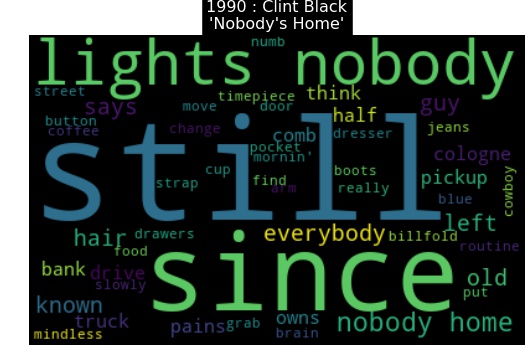 1990 : Clint Black
'Nobody's Home'
numb
lights nobody
street
timepiece
think
says
move
door
half
guy
button
coffee
change
comb
dresser
jeans
still
pocket
mornin'
cologne
strap
cup
find
arm
boots
really
pickup
blue
cowboy
left
hair
drawers
everybody
billfold
routine
food
since
bank
drive
slowly
old
put
known
truck
pains
grab
owns
brain
nobody home
mindless